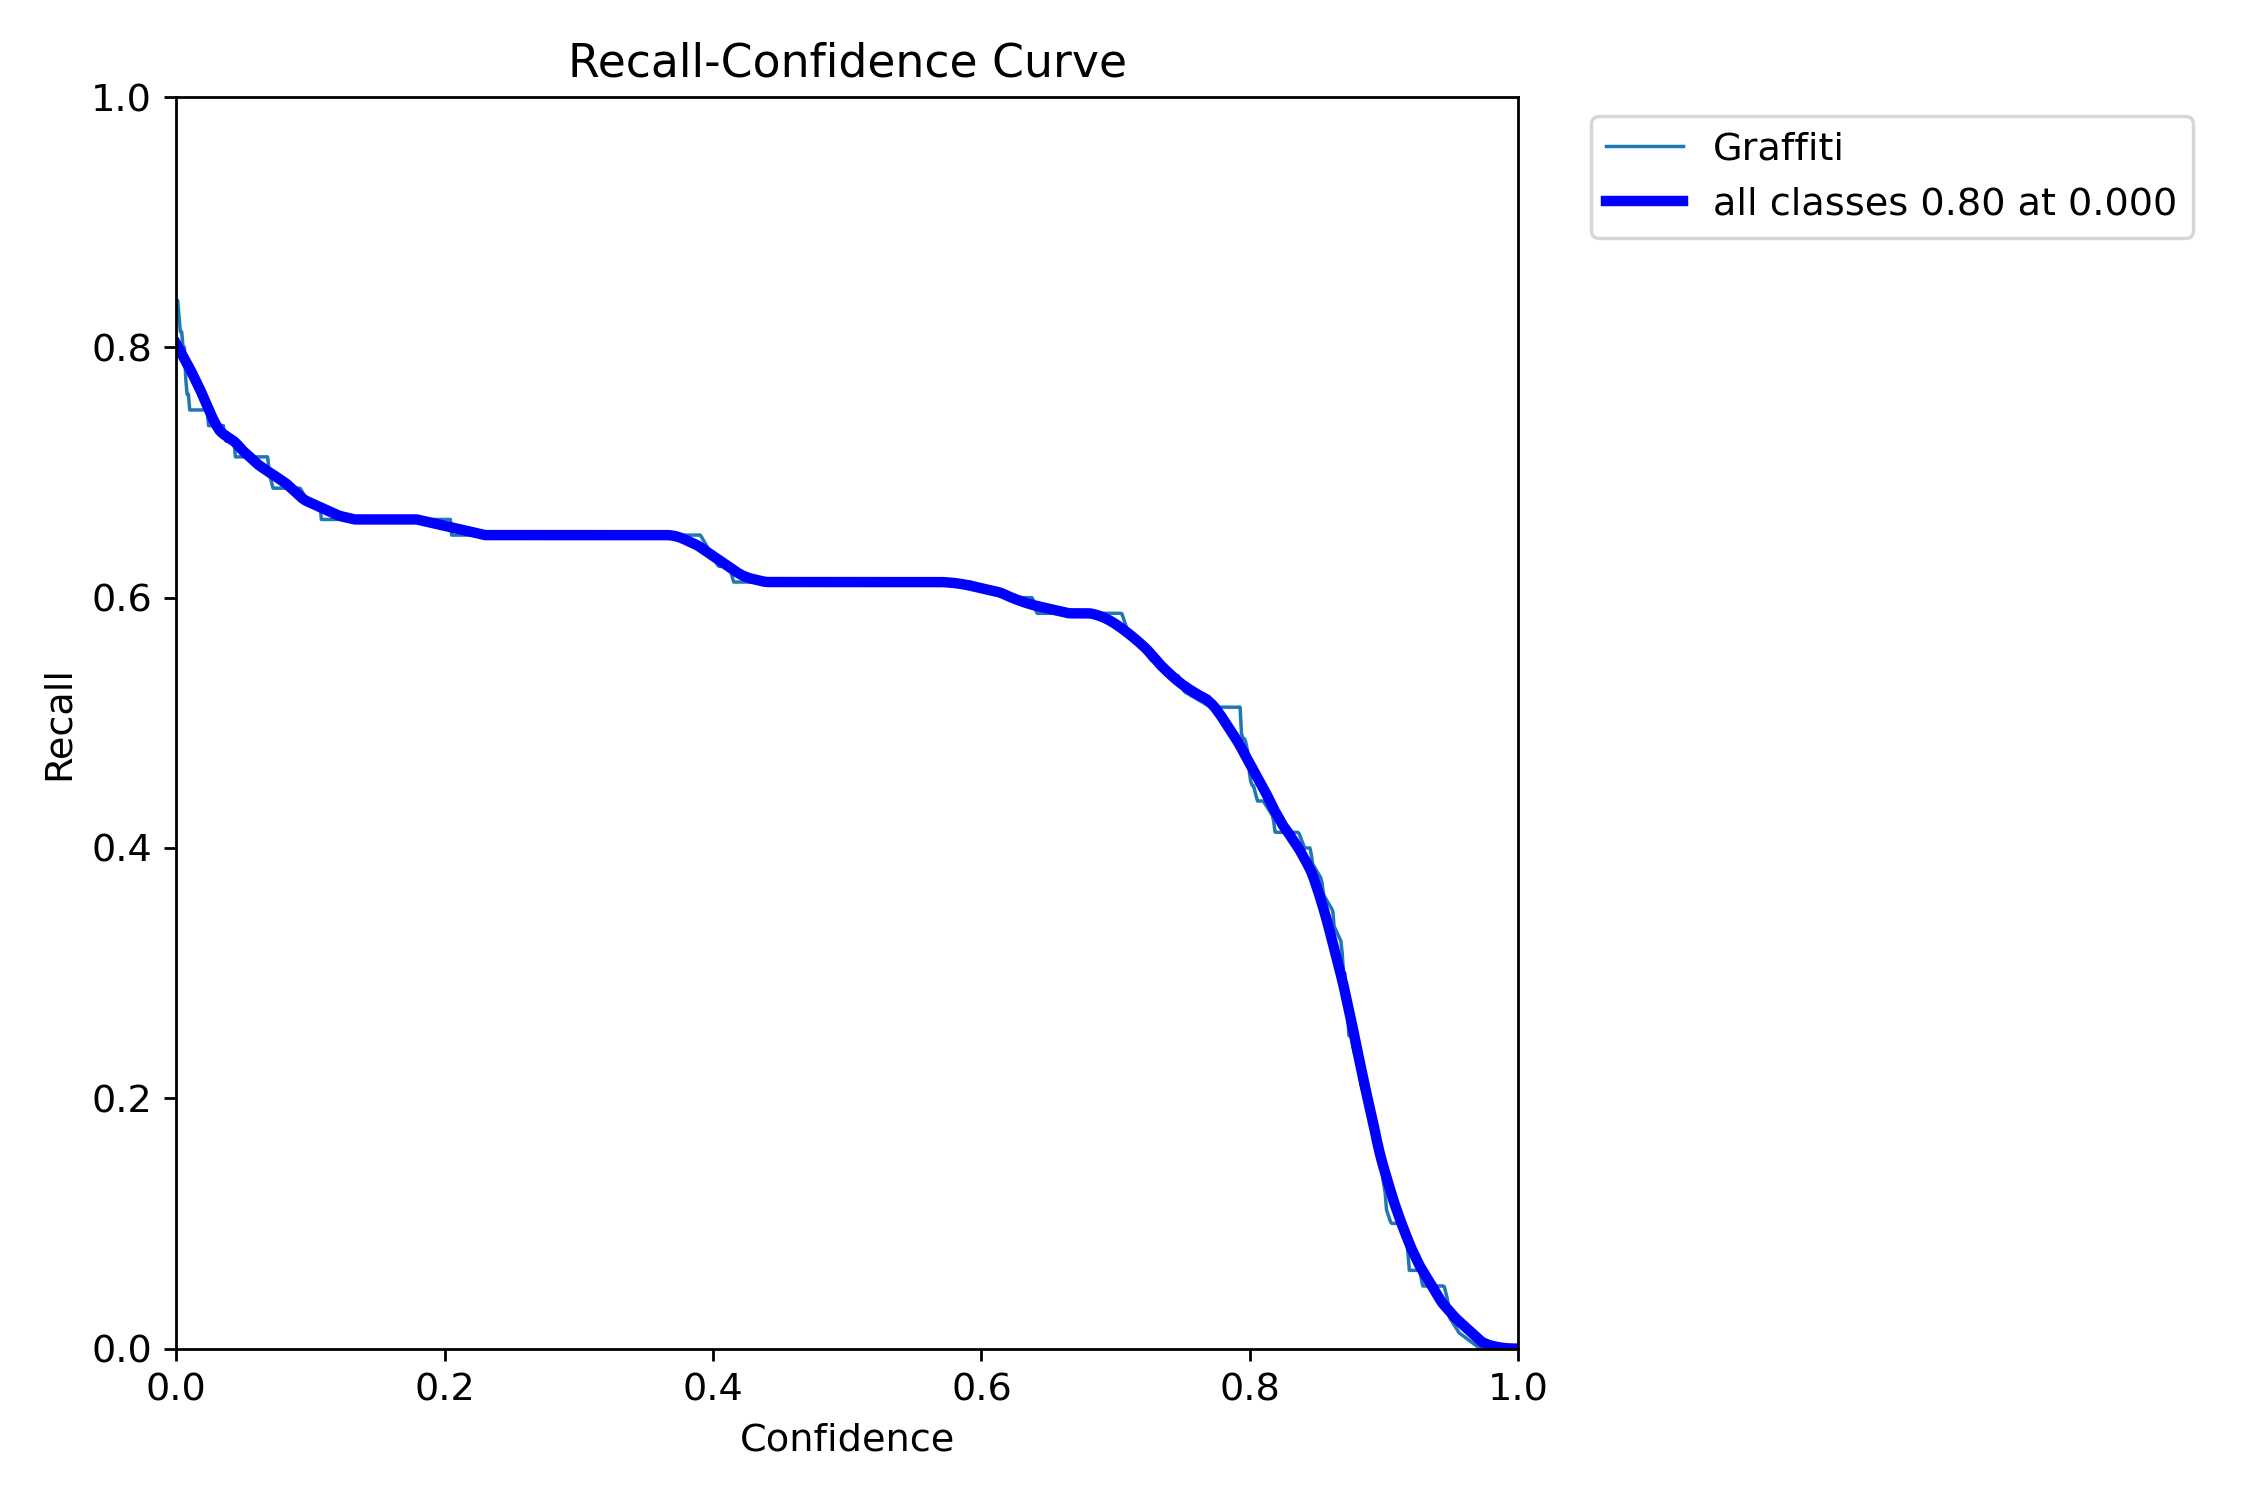 Recall-Confidence Curve
1.0
0.8
0.6
0.4
0.2
0.0
Recall
0.0 0.2 0.4 0.6 0.8 1.0
Confidence
Graffiti
all classes 0.80 at 0.000